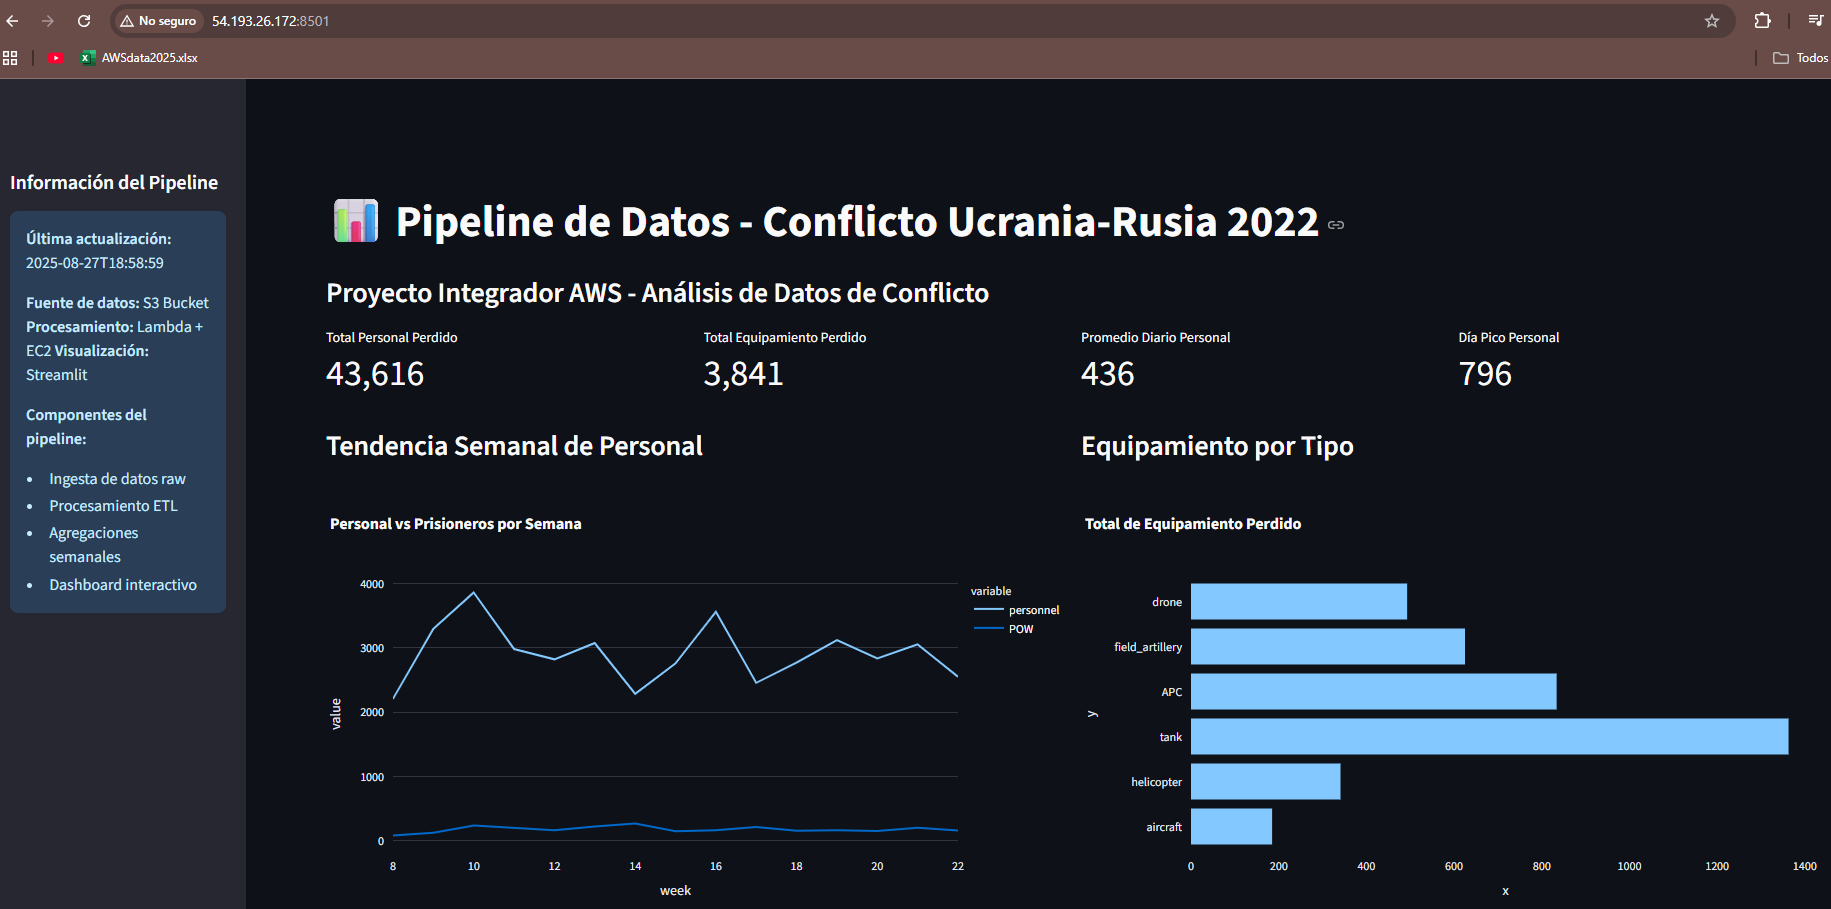 No seguro
54.193.26.172:8501
AWSdata2025.xlsx
Todos
Información del Pipeline
Última actualización:
2025-08-27T18:58:59
Fuente de datos: S3 Bucket
Procesamiento: Lambda +
EC2 Visualización:
Streamlit
Componentes del
pipeline:
• Ingesta de datos raw
• Procesamiento ETL
• Agregaciones
semanales
• Dashboard interactivo
Pipeline de Datos - Conflicto Ucrania-Rusia 2022
Proyecto Integrador AWS - Análisis de Datos de Conflicto
Total Personal Perdido
43,616
Total Equipamiento Perdido
3,841
Promedio Diario Personal
436
Día Pico Personal
796
Tendencia Semanal de Personal
Personal vs Prisioneros por Semana
4000
3000
2000
1000
0
value
8 10 12 14 16 18 20 22
week
variable
personnel
POW
Equipamiento por Tipo
Total de Equipamiento Perdido
drone
field_artillery
APC
tank
helicopter
aircraft
y
0 200 400 600 800 1000 1200 1400
x